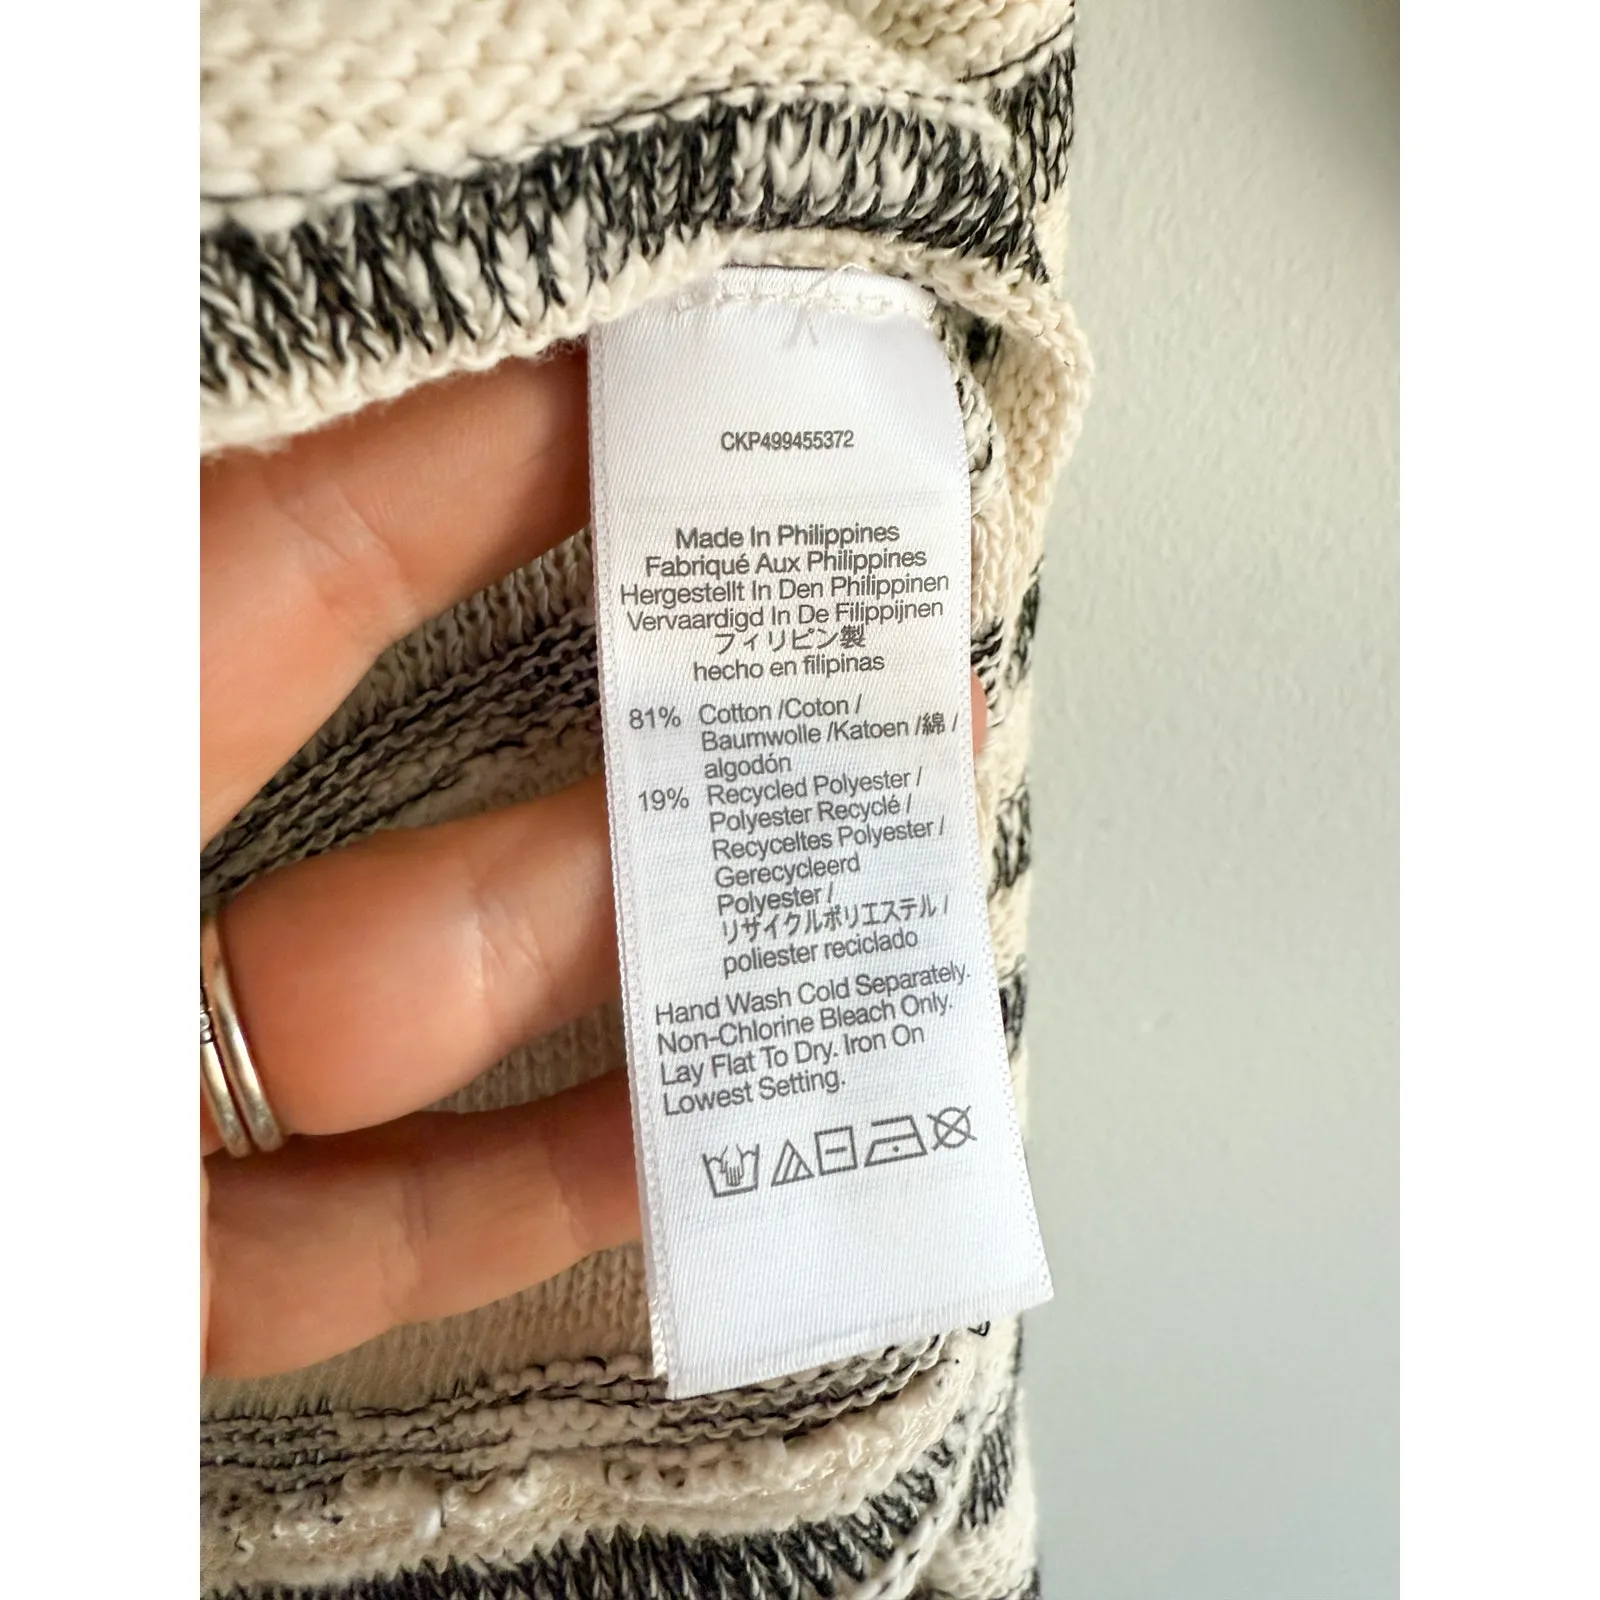 CKP499455372
Made In Philippines
Fabriqué Aux Philippines
Hergestellt In Den Philippinen
Vervaardigd In De Filippijnen
フィリピン製
hecho en filipinas
81% Cotton /Coton /
Baumwolle /Katoen /綿 /
algodón
19% Recycled Polyester /
Polyester Recyclé /
Recyceltes Polyester /
Gerecycleerd
Polyester /
リサイクルポリエステル /
poliester reciclado
Hand Wash Cold Separately.
Non-Chlorine Bleach Only.
Lay Flat To Dry. Iron On
Lowest Setting.